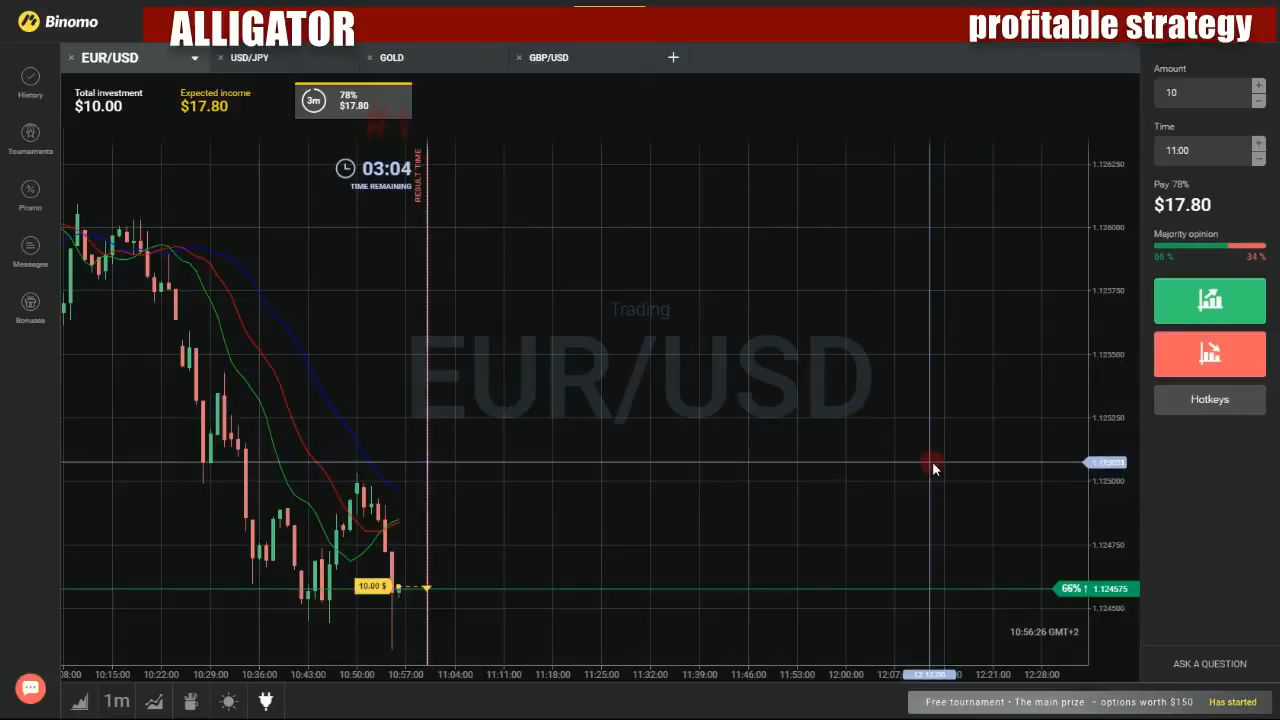 Binomo
ALLIGATOR
profitable strategy
EUR/USD
USD/JPY
GOLD
GBP/USD
History
Tournaments
Promo
Messages
Bonuses
Total investment
$10.00
Expected income
$17.80
3m
78%
$17.80
03:04
TIME REMAINING
RESULT TIME
Trading
EUR/USD
1.126250
1.126000
1.125750
1.125500
1.125250
1.125000
1.124750
1.124500
10.00 $
66% ↑ 1.124575
10:56:26 GMT+2
10:15:00
10:22:00
10:29:00
10:36:00
10:43:00
10:50:00
10:57:00
11:04:00
11:11:00
11:18:00
11:25:00
11:32:00
11:39:00
11:46:00
11:53:00
12:00:00
12:21:00
12:28:00
1m
Amount
10
Time
11:00
Pay 78%
$17.80
Majority opinion
66 %
34 %
Hotkeys
ASK A QUESTION
Free tournament • The main prize – options worth $150 Has started